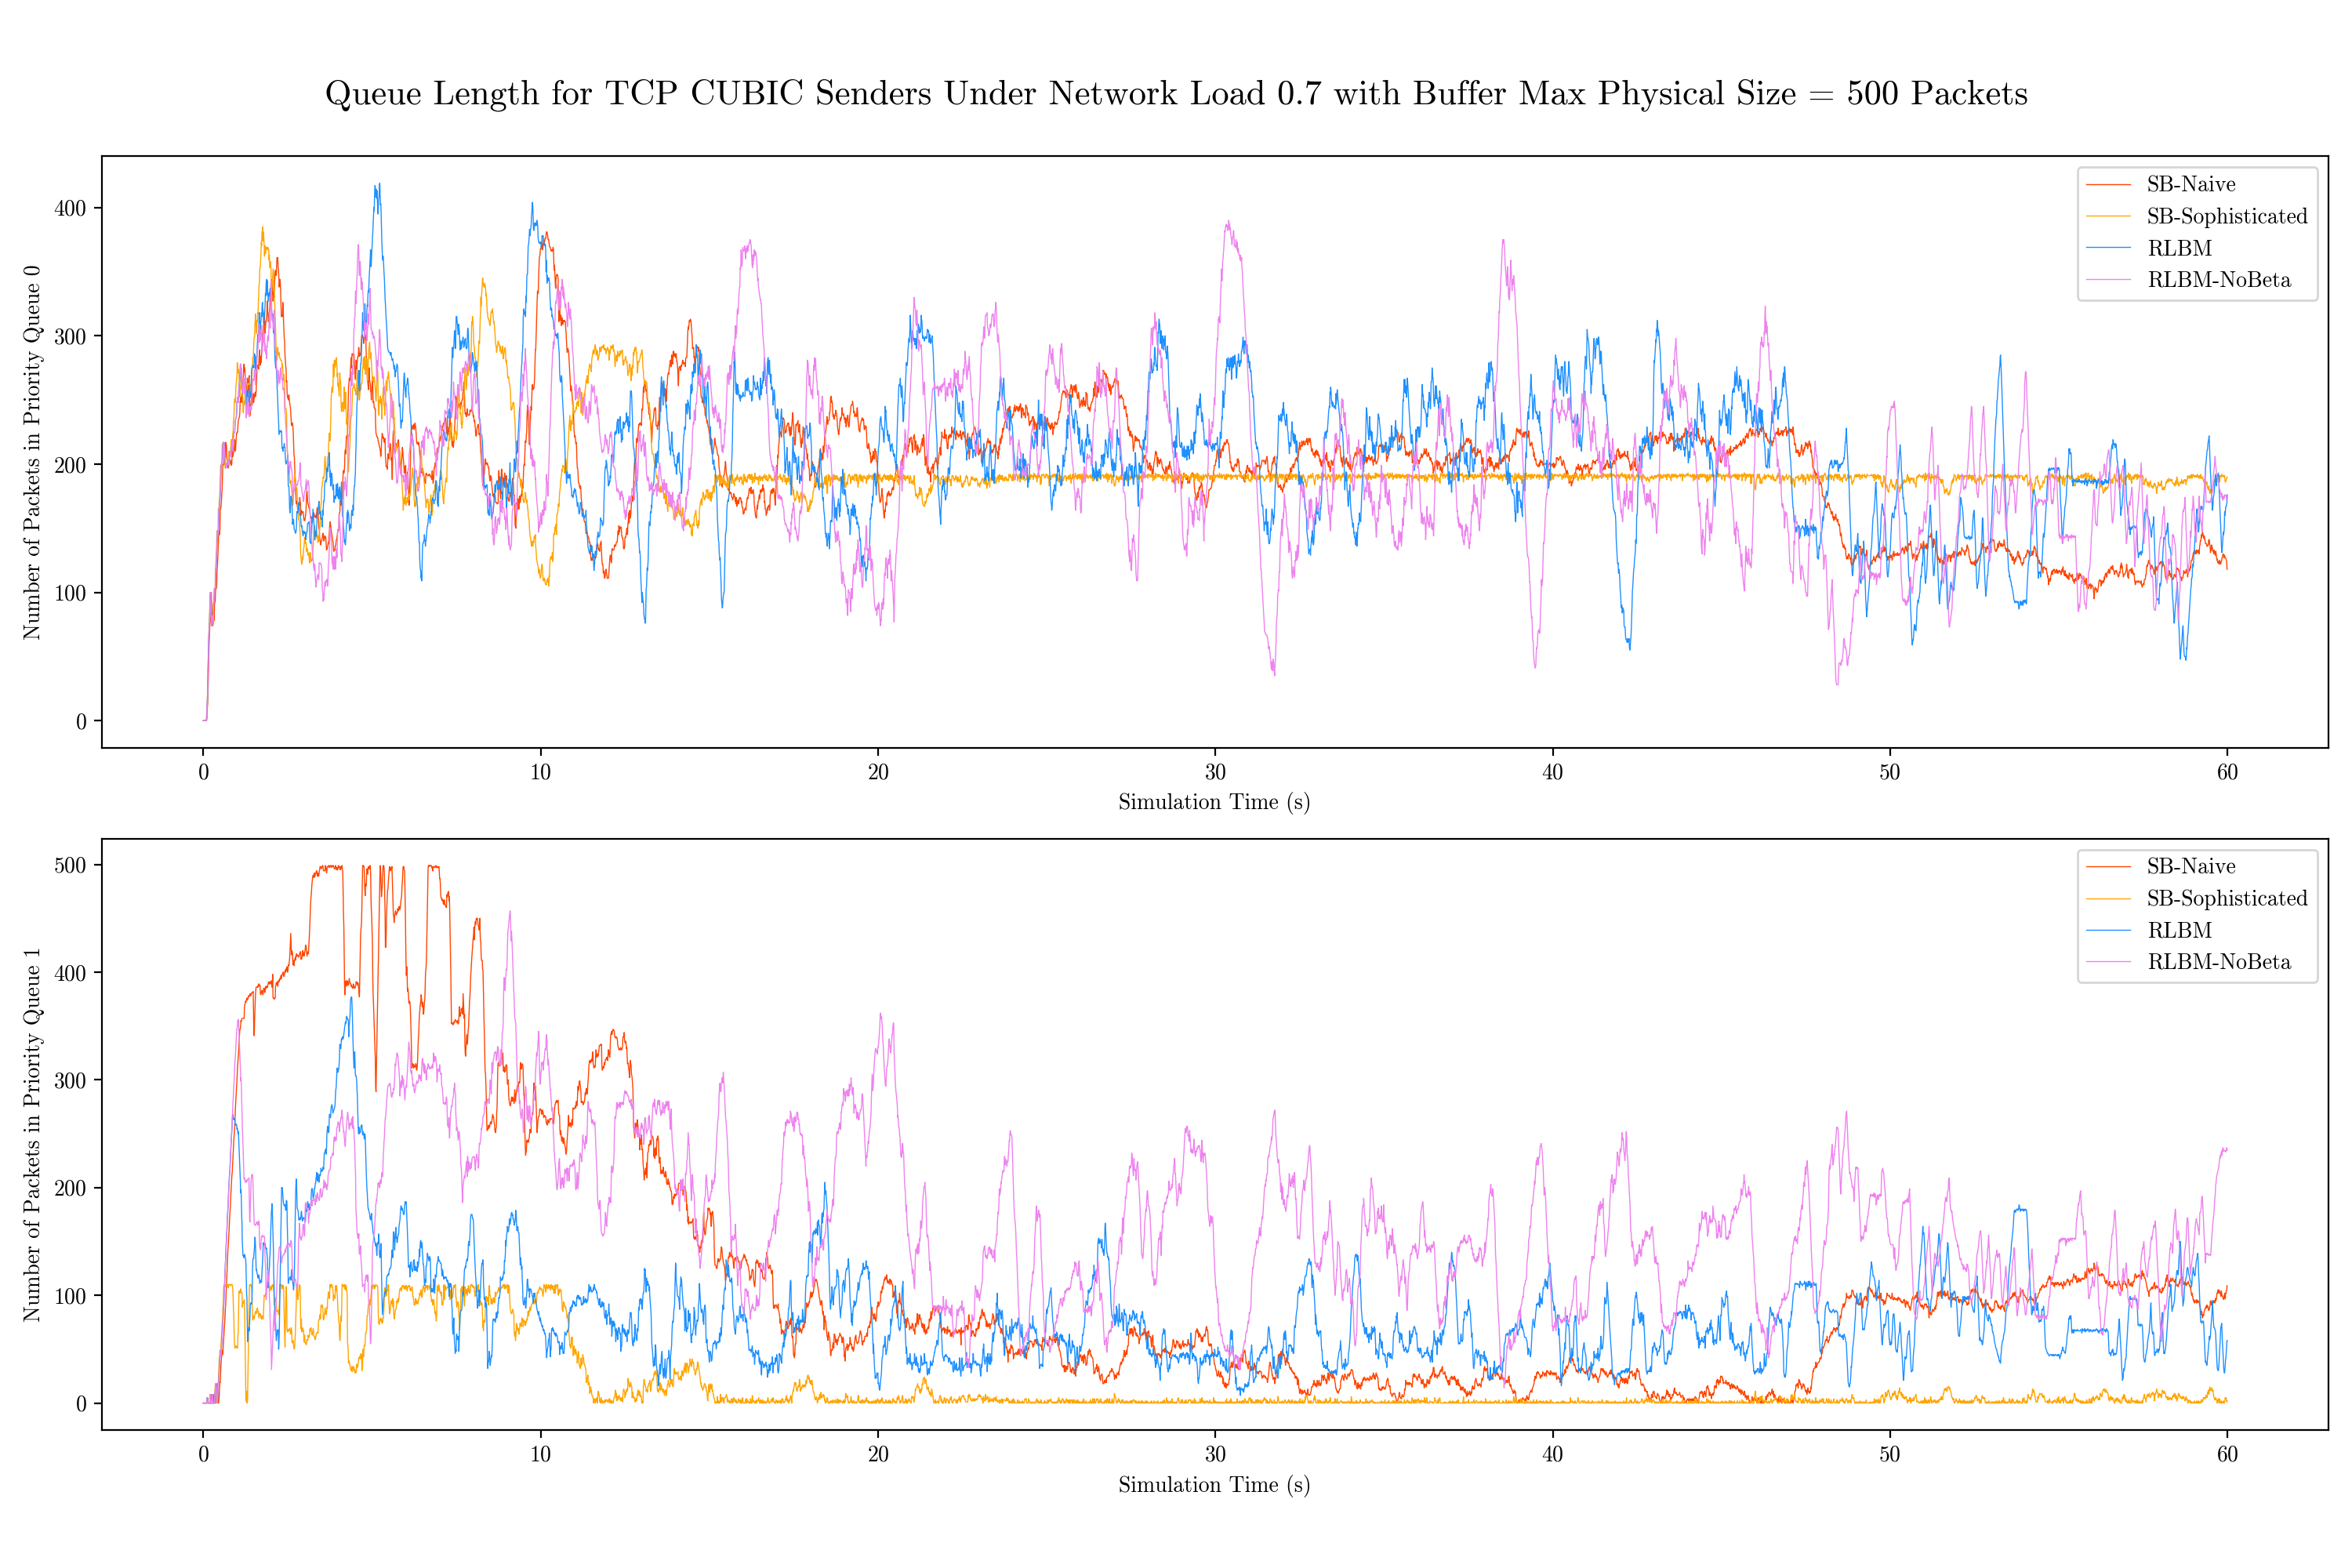 Queue Length for TCP CUBIC Senders Under Network Load 0.7 with Buffer Max Physical Size = 500 Packets
Number of Packets in Priority Queue 0
400
300
200
100
0
SB-Naive
SB-Sophisticated
RLBM
RLBM-NoBeta
0 10 20 30 40 50 60
Simulation Time (s)
Number of Packets in Priority Queue 1
500
400
300
200
100
0
SB-Naive
SB-Sophisticated
RLBM
RLBM-NoBeta
0 10 20 30 40 50 60
Simulation Time (s)